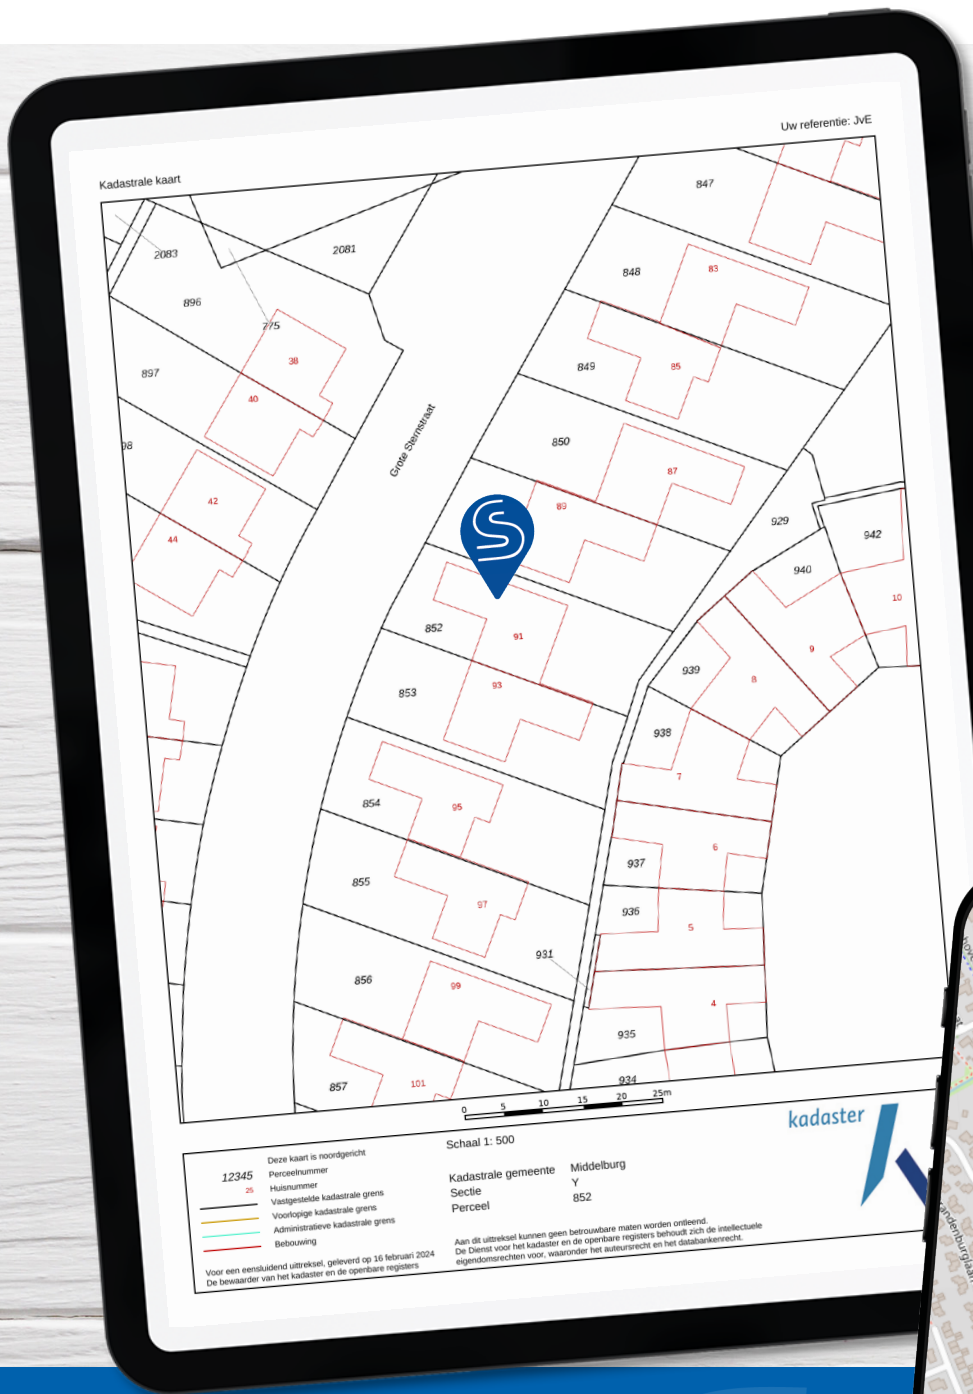 Uw referentie: JvE
Kadastrale kaart
847
2083
2081
848
83
896
775
897
38
849
85
40
98
Grote Sternstraat
850
87
42
89
929
942
44
940
10
852
91
9
939
8
853
93
938
7
854
95
6
937
855
97
936
5
931
856
99
4
935
857
101
934
0 5 10 15 20 25m
Schaal 1: 500
kadaster
Deze kaart is noordgericht
12345 Perceelnummer
25 Huisnummer
Vastgestelde kadastrale grens
Voorlopige kadastrale grens
Administratieve kadastrale grens
Bebouwing
Kadastrale gemeente Middelburg
Sectie Y
Perceel 852
Voor een eensluidend uittreksel, geleverd op 16 februari 2024
De bewaarder van het kadaster en de openbare registers
Aan dit uittreksel kunnen geen betrouwbare maten worden ontleend.
De Dienst voor het kadaster en de openbare registers behoudt zich de intellectuele
eigendomsrechten voor, waaronder het auteursrecht en het databankenrecht.